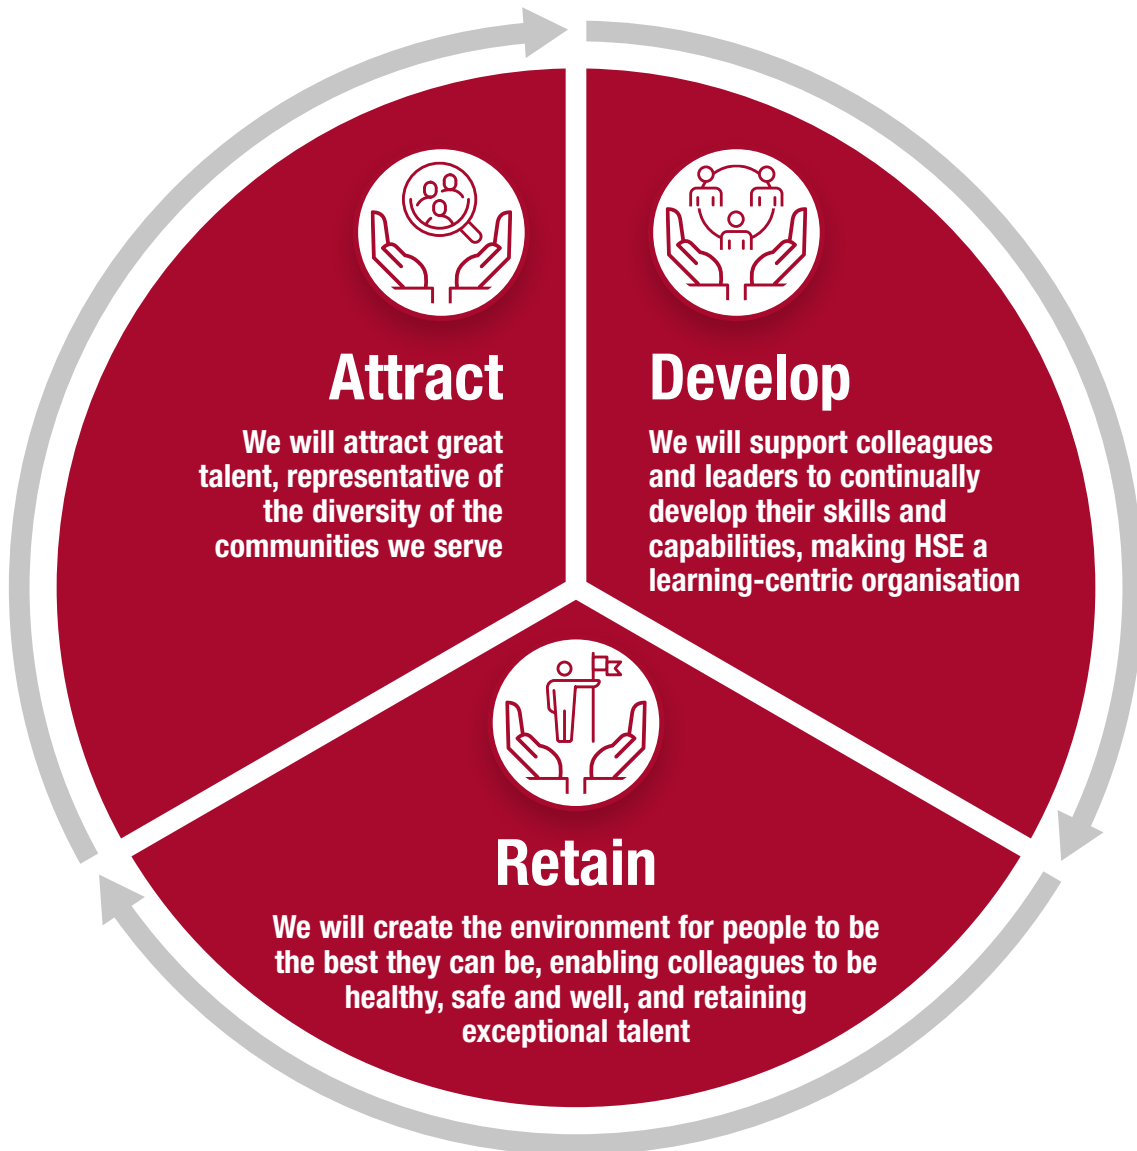 Attract
We will attract great
talent, representative of
the diversity of the
communities we serve
Develop
We will support colleagues
and leaders to continually
develop their skills and
capabilities, making HSE a
learning-centric organisation
Retain
We will create the environment for people to be
the best they can be, enabling colleagues to be
healthy, safe and well, and retaining
exceptional talent